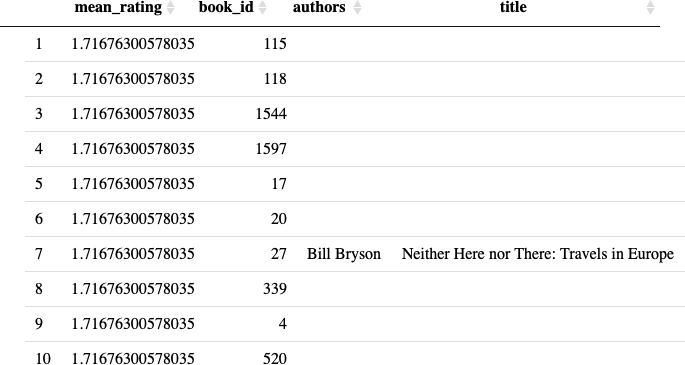 mean_rating book_id authors title
1 1.71676300578035 115
2 1.71676300578035 118
3 1.71676300578035 1544
4 1.71676300578035 1597
5 1.71676300578035 17
6 1.71676300578035 20
7 1.71676300578035 27 Bill Bryson Neither Here nor There: Travels in Europe
8 1.71676300578035 339
9 1.71676300578035 4
10 1.71676300578035 520